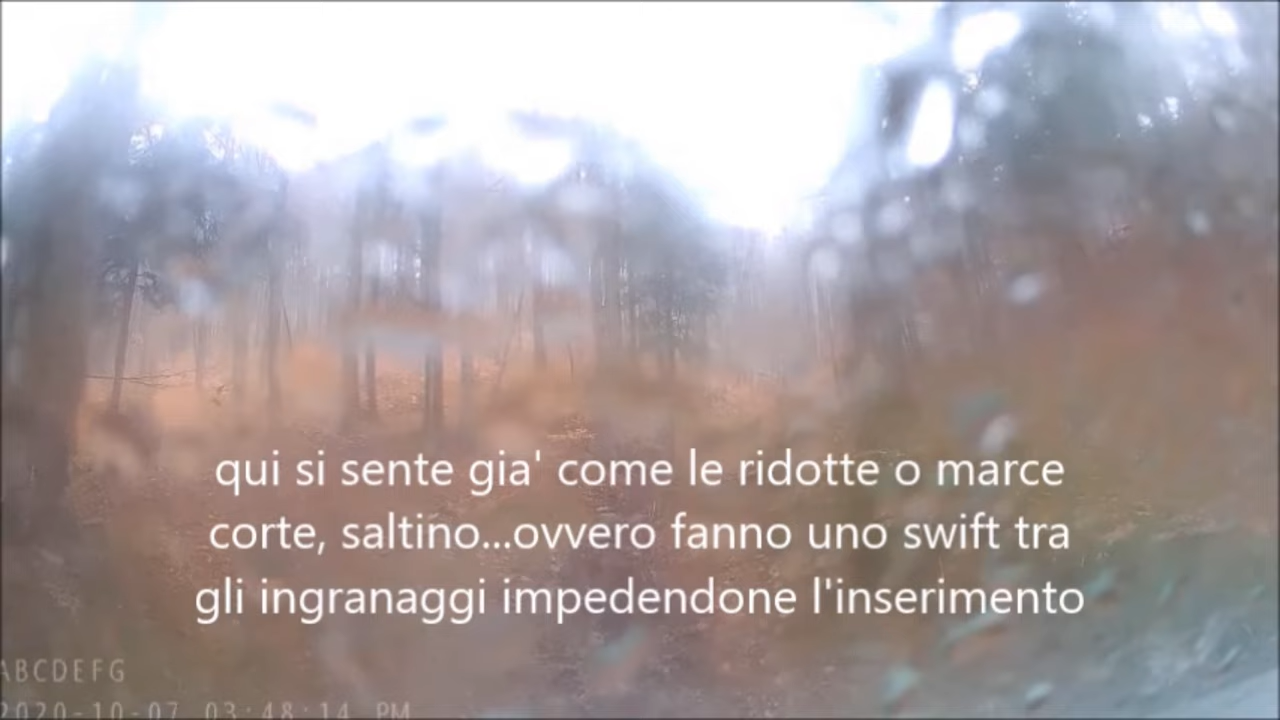 qui si sente gia' come le ridotte o marce
corte, saltino...ovvero fanno uno swift tra
gli ingranaggi impedendone l'inserimento
ABCDEFG
2020-10-07 03:48:14 PM